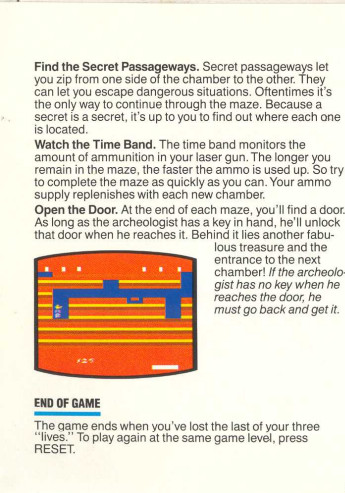 Find the Secret Passageways. Secret passageways let
you zip from one side of the chamber to the other. They
can let you escape dangerous situations. Oftentimes it's
the only way to continue through the maze. Because a
secret is a secret, it's up to you to find out where each one
is located.
Watch the Time Band. The time band monitors the
amount of ammunition in your laser gun. The longer you
remain in the maze, the faster the ammo is used up. So try
to complete the maze as quickly as you can. Your ammo
supply replenishes with each new chamber.
Open the Door. At the end of each maze, you'll find a door.
As long as the archeologist has a key in hand, he'll unlock
that door when he reaches it. Behind it lies another fabu-
lous treasure and the
entrance to the next
chamber! If the archeolo-
gist has no key when he
reaches the door, he
must go back and get it.
END OF GAME
The game ends when you've lost the last of your three
"lives." To play again at the same game level, press
RESET.